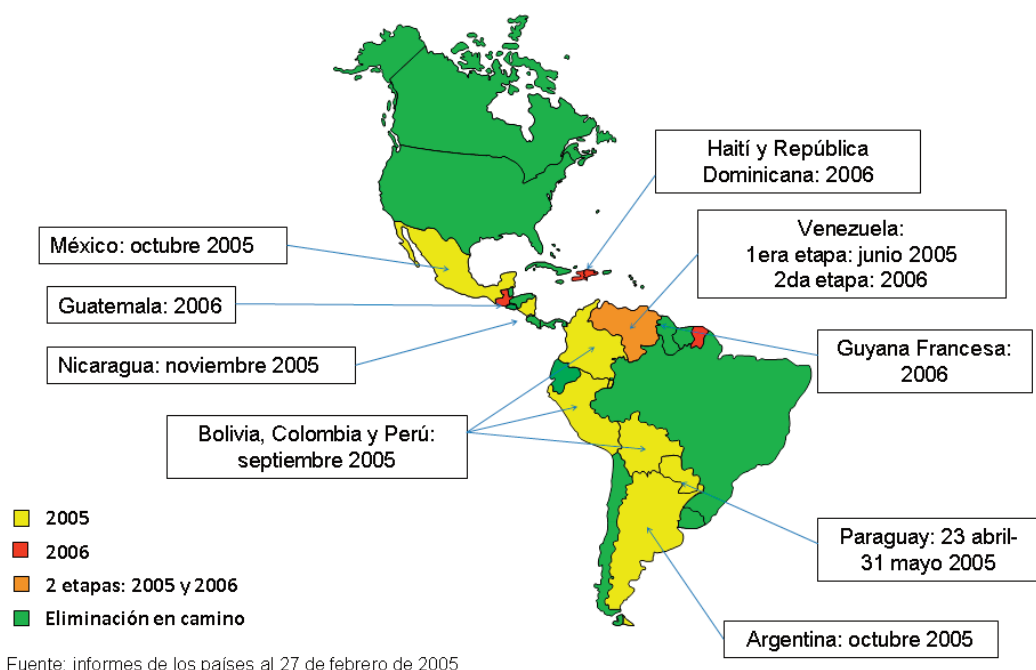 Haití y República
Dominicana: 2006
Venezuela:
1era etapa: junio 2005
2da etapa: 2006
México: octubre 2005
Guatemala: 2006
Nicaragua: noviembre 2005
Guyana Francesa:
2006
Bolivia, Colombia y Perú:
septiembre 2005
Paraguay: 23 abril-
31 mayo 2005
Argentina: octubre 2005
2005
2006
2 etapas: 2005 y 2006
Eliminación en camino
Fuente: informes de los países al 27 de febrero de 2005